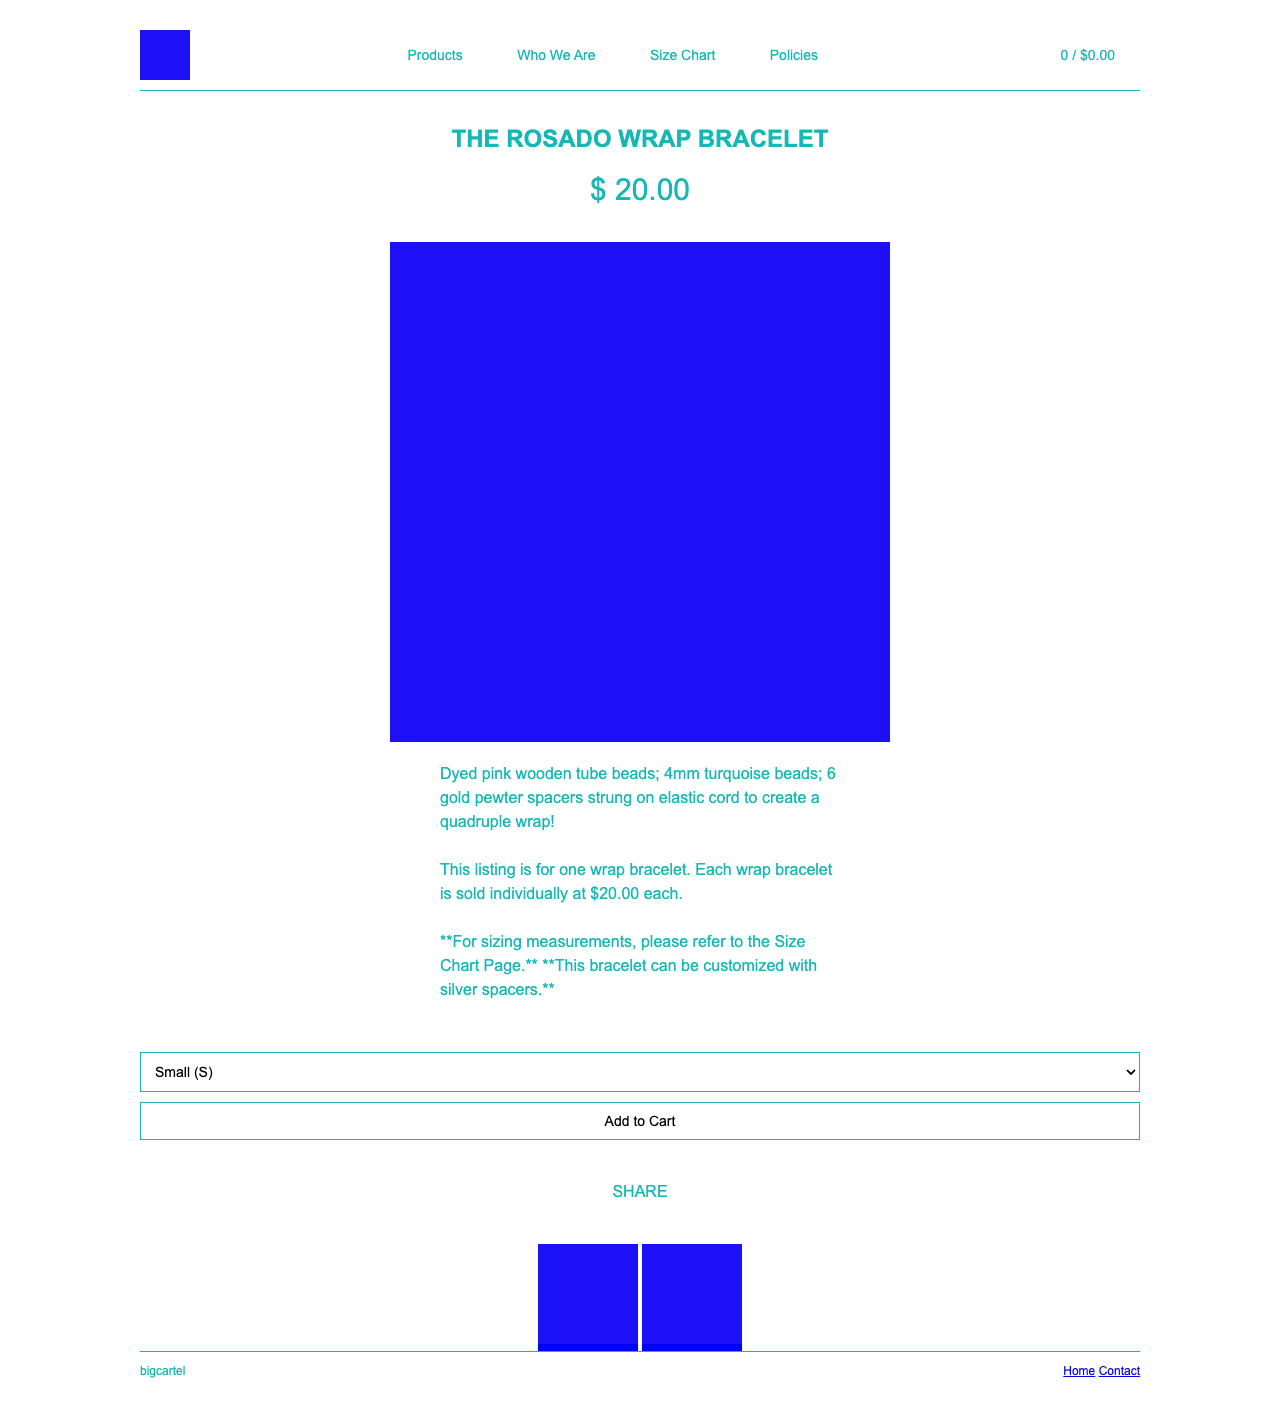 Products Who We Are Size Chart Policies 0 / $0.00
THE ROSADO WRAP BRACELET
$ 20.00
Dyed pink wooden tube beads; 4mm turquoise beads; 6
gold pewter spacers strung on elastic cord to create a
quadruple wrap!
This listing is for one wrap bracelet. Each wrap bracelet
is sold individually at $20.00 each.
**For sizing measurements, please refer to the Size
Chart Page.** **This bracelet can be customized with
silver spacers.**
Small (S)
Add to Cart
SHARE
bigcartel Home Contact